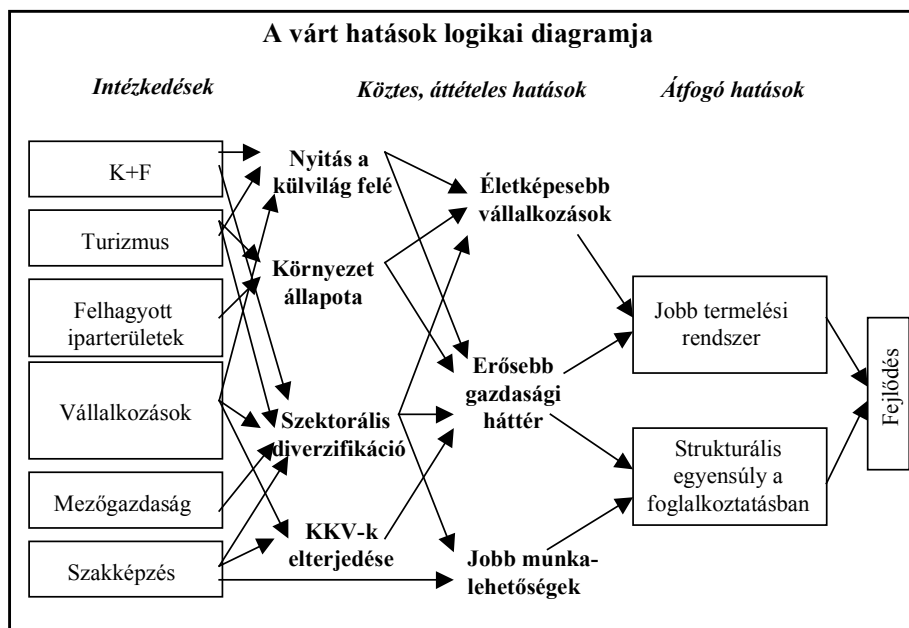 A várt hatások logikai diagramja
Intézkedések
Köztes, áttételes hatások
Átfogó hatások
K+F
Turizmus
Felhagyott
iparterületek
Vállalkozások
Mezőgazdaság
Szakképzés
Nyitás a
külvilág felé
Környezet
állapota
Szektorális
diverzifikáció
KKV-k
elterjedése
Életképesebb
vállalkozások
Erősebb
gazdasági
háttér
Jobb munka-
lehetőségek
Jobb termelési
rendszer
Strukturális
egyensúly a
foglalkoztatásban
Fejlődés